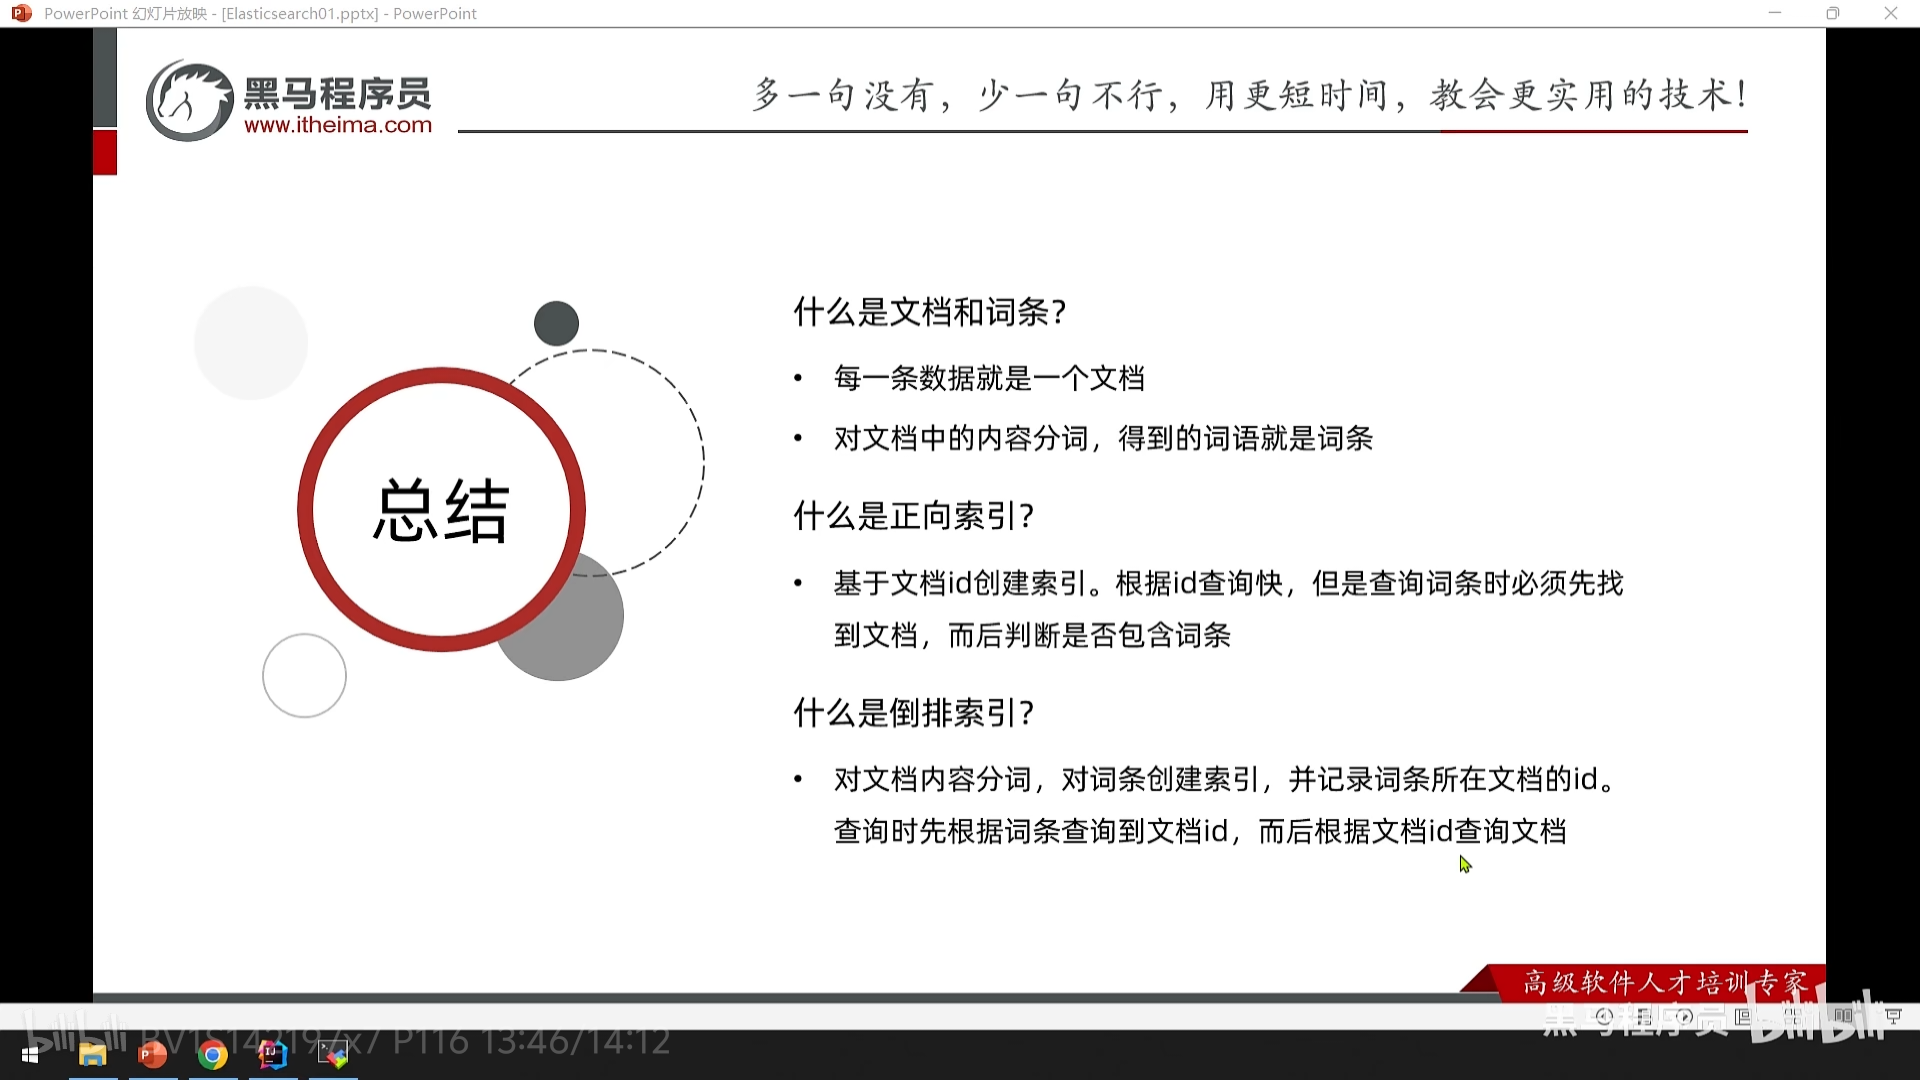 PowerPoint 幻灯片放映 - [Elasticsearch01.pptx] - PowerPoint
黑马程序员
www.itheima.com
多一句没有，少一句不行，用更短时间，教会更实用的技术！
总结
什么是文档和词条？
• 每一条数据就是一个文档
• 对文档中的内容分词，得到的词语就是词条
什么是正向索引？
• 基于文档id创建索引。根据id查询快，但是查询词条时必须先找
到文档，而后判断是否包含词条
什么是倒排索引？
• 对文档内容分词，对词条创建索引，并记录词条所在文档的id。
查询时先根据词条查询到文档id，而后根据文档id查询文档
高级软件人才培训专家
黑马程序员 bilibili
bilibili P116 13:46/14:12